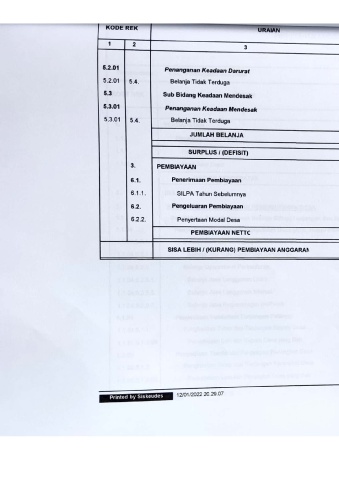 KODE REK URAIAN
1 2 3
5.2.01 Penanganan Keadaan Darurat
5.2.01 5.4. Belanja Tidak Terduga
5.3 Sub Bidang Keadaan Mendesak
5.3.01 Penanganan Keadaan Mendesak
5.3.01 5.4. Belanja Tidak Terduga
JUMLAH BELANJA
SURPLUS / (DEFISIT)
3. PEMBIAYAAN
6.1. Penerimaan Pembiayaan
6.1.1. SILPA Tahun Sebelumnya
6.2. Pengeluaran Pembiayaan
6.2.2. Penyertaan Modal Desa
PEMBIAYAAN NETTO
SISA LEBIH / (KURANG) PEMBIAYAAN ANGGARAN
Printed by Siskeudes 12/01/2022 20.29.07